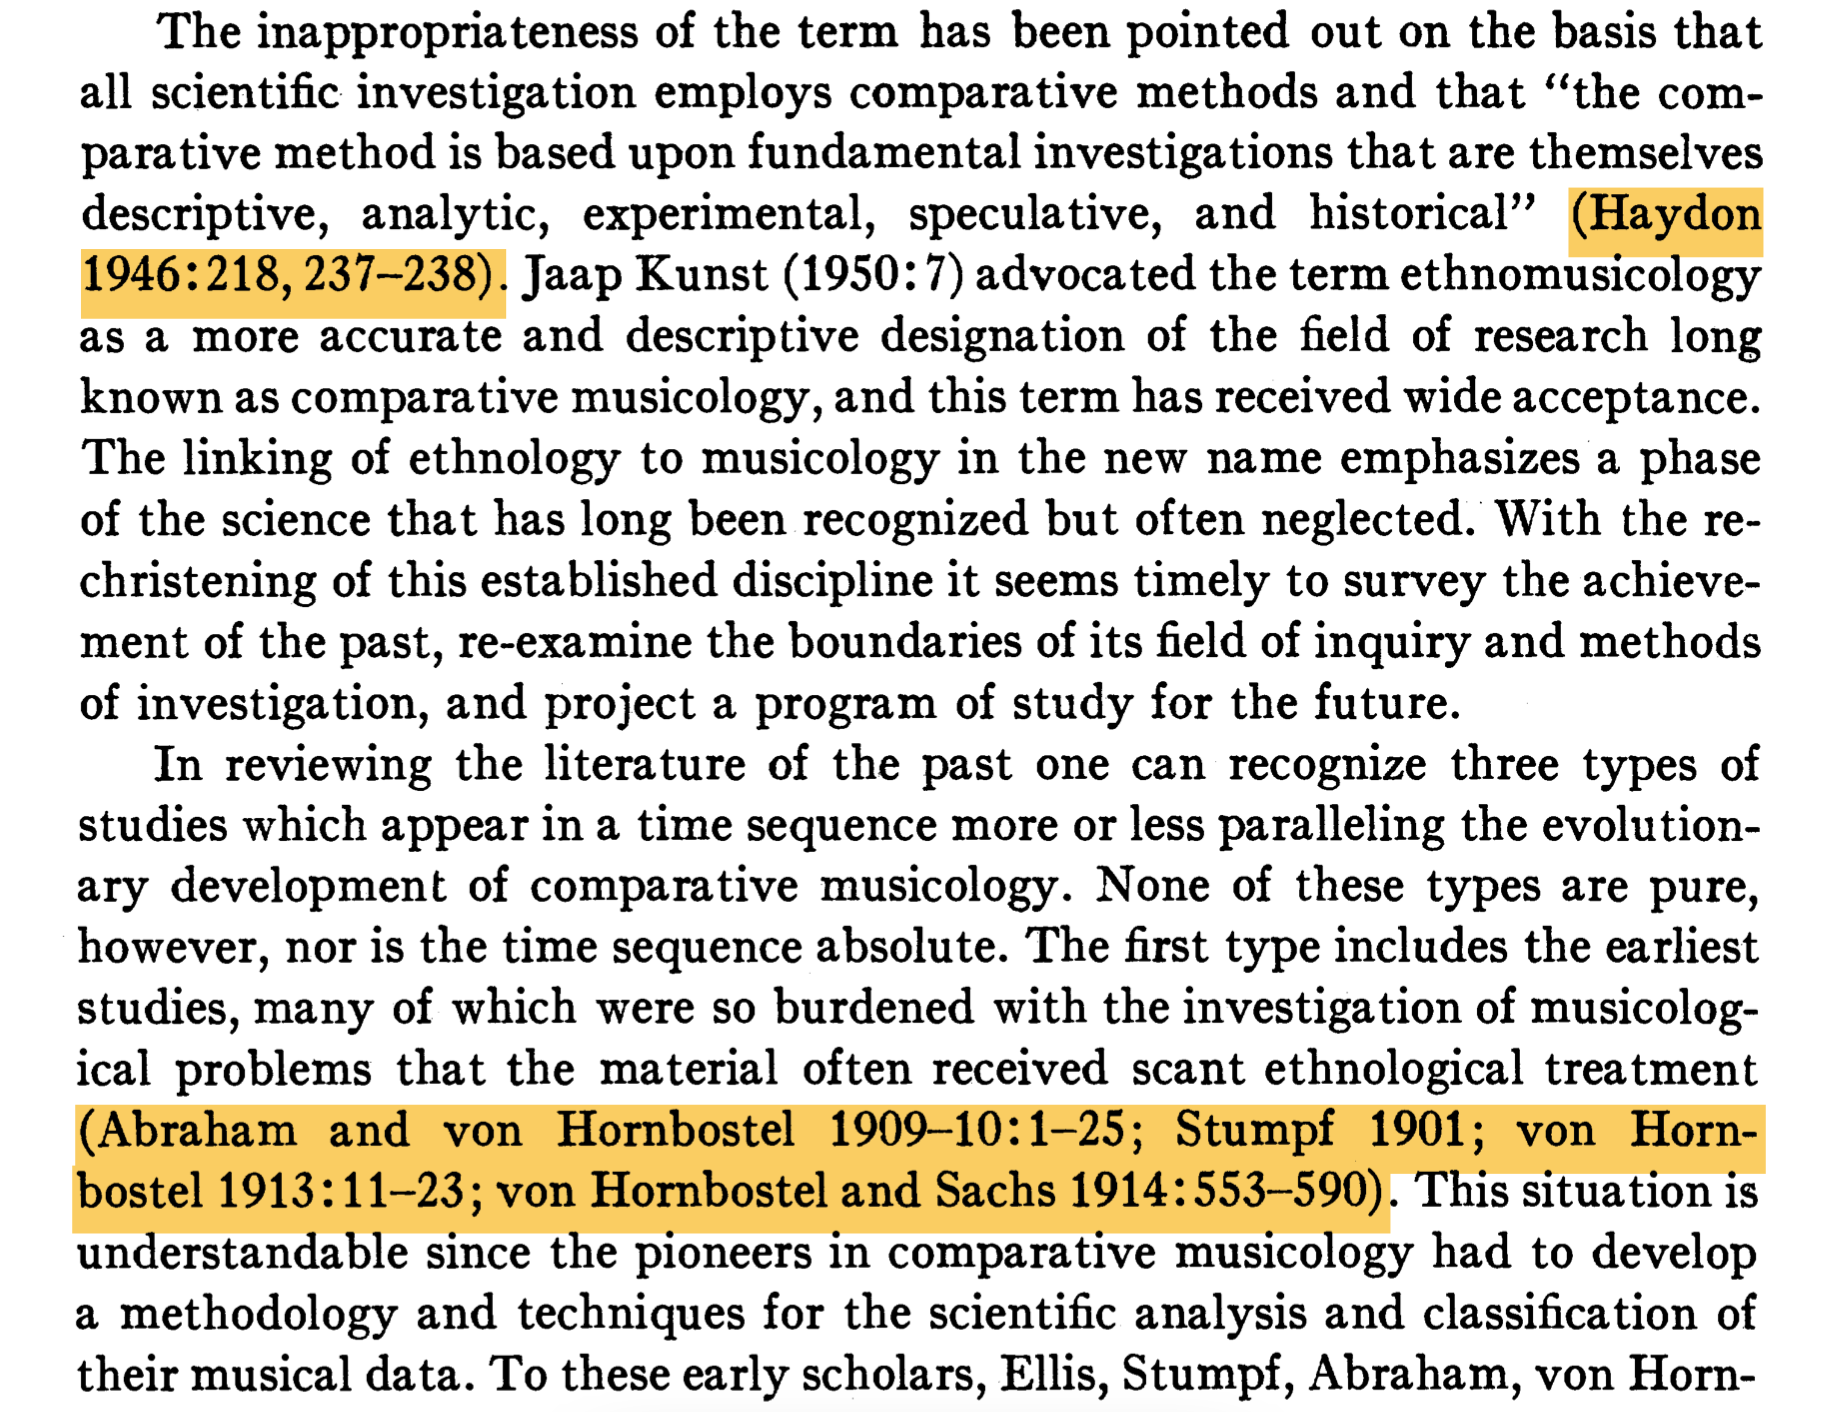 The inappropriateness of the term has been pointed out on the basis that
all scientific investigation employs comparative methods and that “the com-
parative method is based upon fundamental investigations that are themselves
descriptive, analytic, experimental, speculative, and historical” (Haydon
1946:218, 237–238). Jaap Kunst (1950:7) advocated the term ethnomusicology
as a more accurate and descriptive designation of the field of research long
known as comparative musicology, and this term has received wide acceptance.
The linking of ethnology to musicology in the new name emphasizes a phase
of the science that has long been recognized but often neglected. With the re-
christening of this established discipline it seems timely to survey the achieve-
ment of the past, re-examine the boundaries of its field of inquiry and methods
of investigation, and project a program of study for the future.
In reviewing the literature of the past one can recognize three types of
studies which appear in a time sequence more or less paralleling the evolution-
ary development of comparative musicology. None of these types are pure,
however, nor is the time sequence absolute. The first type includes the earliest
studies, many of which were so burdened with the investigation of musicolog-
ical problems that the material often received scant ethnological treatment
(Abraham and von Hornbostel 1909–10:1–25; Stumpf 1901; von Horn-
bostel 1913:11–23; von Hornbostel and Sachs 1914:553–590). This situation is
understandable since the pioneers in comparative musicology had to develop
a methodology and techniques for the scientific analysis and classification of
their musical data. To these early scholars, Ellis, Stumpf, Abraham, von Horn-